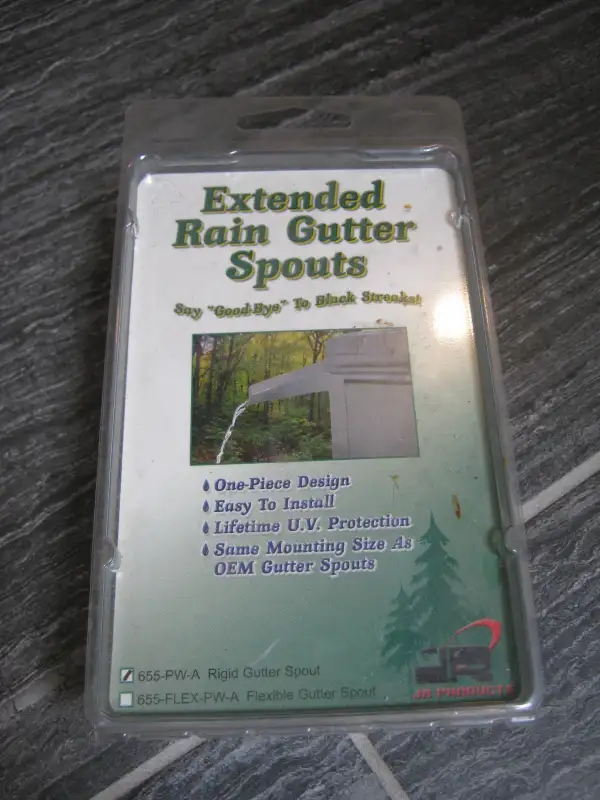 Extended
Rain Gutter
Spouts
Say "Good-Bye" To Black Streaks!
One-Piece Design
Easy To Install
Lifetime U.V. Protection
Same Mounting Size As
OEM Gutter Spouts
655-PW-A Rigid Gutter Spout
655-FLEX-PW-A Flexible Gutter Spout
JR PRODUCTS